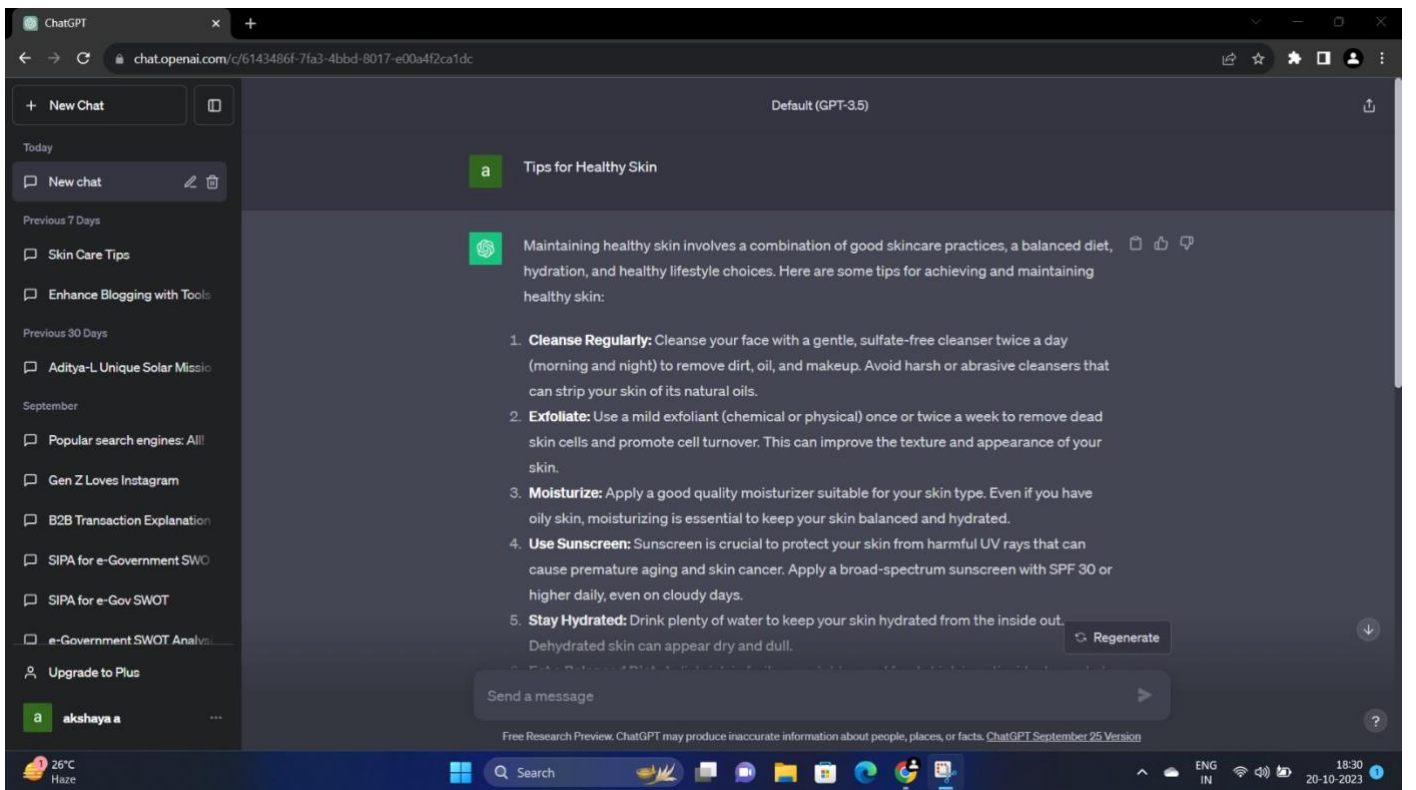 ChatGPT
chat.openai.com/c/6143486f-7fa3-4bbd-8017-e00a4f2ca1dc
New Chat
Default (GPT-3.5)
Today
New chat
Previous 7 Days
Skin Care Tips
Enhance Blogging with Tools
Previous 30 Days
Aditya-L Unique Solar Missio
September
Popular search engines: All!
Gen Z Loves Instagram
B2B Transaction Explanation
SIPA for e-Government SWO
SIPA for e-Gov SWOT
e-Government SWOT Analysi
Upgrade to Plus
a akshaya a
a Tips for Healthy Skin
Maintaining healthy skin involves a combination of good skincare practices, a balanced diet,
hydration, and healthy lifestyle choices. Here are some tips for achieving and maintaining
healthy skin:
1. Cleanse Regularly: Cleanse your face with a gentle, sulfate-free cleanser twice a day
(morning and night) to remove dirt, oil, and makeup. Avoid harsh or abrasive cleansers that
can strip your skin of its natural oils.
2. Exfoliate: Use a mild exfoliant (chemical or physical) once or twice a week to remove dead
skin cells and promote cell turnover. This can improve the texture and appearance of your
skin.
3. Moisturize: Apply a good quality moisturizer suitable for your skin type. Even if you have
oily skin, moisturizing is essential to keep your skin balanced and hydrated.
4. Use Sunscreen: Sunscreen is crucial to protect your skin from harmful UV rays that can
cause premature aging and skin cancer. Apply a broad-spectrum sunscreen with SPF 30 or
higher daily, even on cloudy days.
5. Stay Hydrated: Drink plenty of water to keep your skin hydrated from the inside out.
Dehydrated skin can appear dry and dull.
Regenerate
Send a message
Free Research Preview. ChatGPT may produce inaccurate information about people, places, or facts. ChatGPT September 25 Version
?
1
26°C
Haze
Search
ENG
IN
18:30
20-10-2023
1